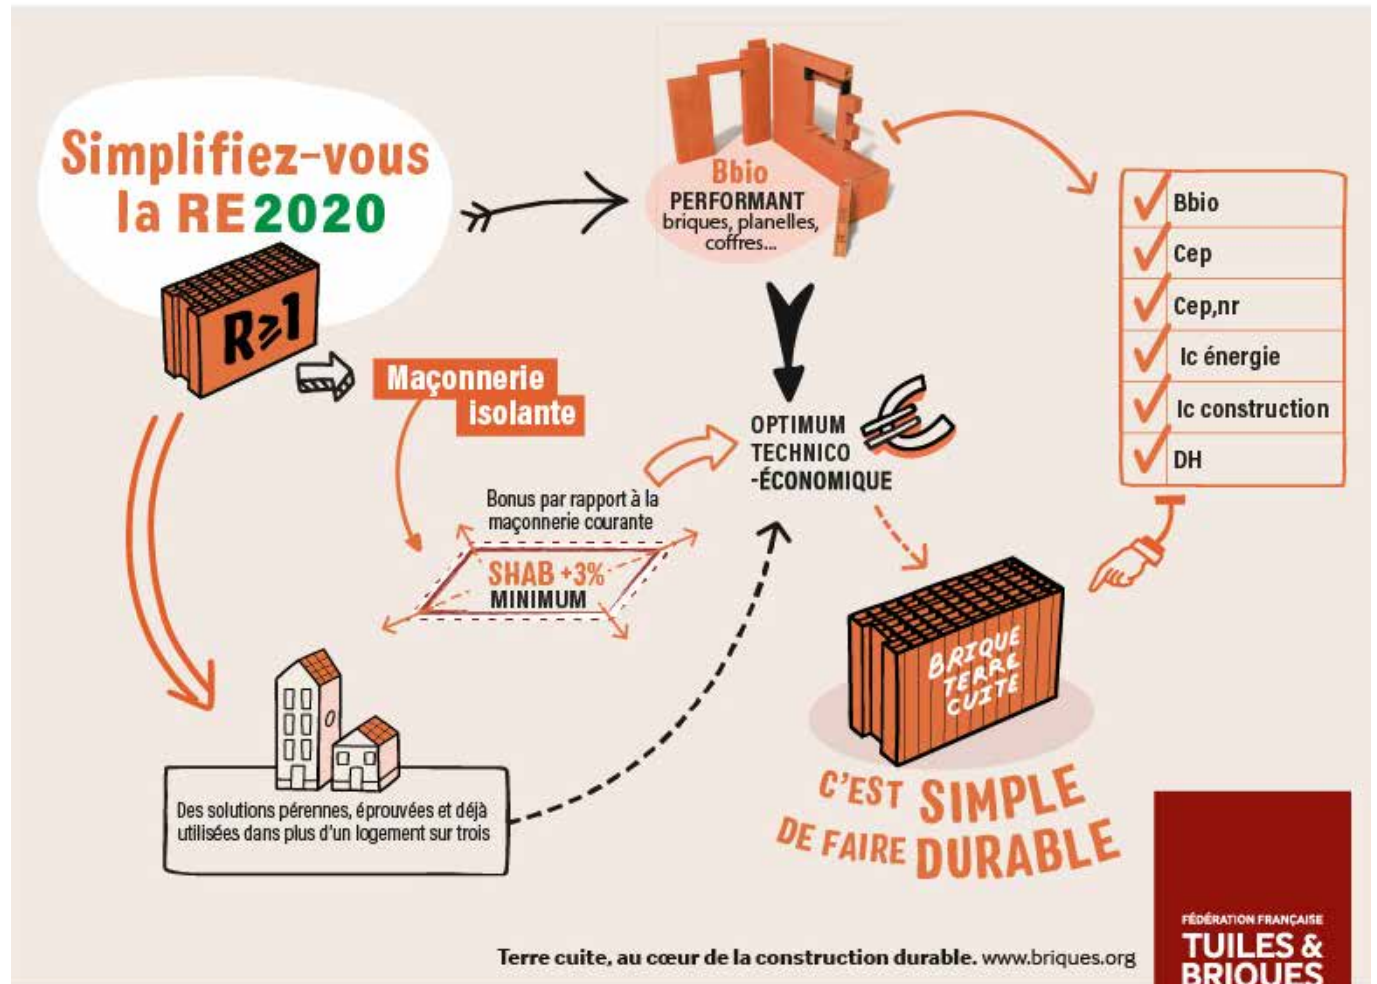 Simplifiez-vous
la RE2020
R≥1
Maçonnerie
isolante
Bbio
PERFORMANT
briques, planelles,
coffres...
Bbio
Cep
Cep,nr
Ic énergie
Ic construction
DH
OPTIMUM
TECHNICO
-ÉCONOMIQUE
€
Bonus par rapport à la
maçonnerie courante
SHAB +3%
MINIMUM
Des solutions pérennes, éprouvées et déjà
utilisées dans plus d'un logement sur trois
BRIQUE
TERRE
CUITE
C'EST SIMPLE
DE FAIRE DURABLE
Terre cuite, au cœur de la construction durable. www.briques.org
FÉDÉRATION FRANÇAISE
TUILES &
BRIQUES